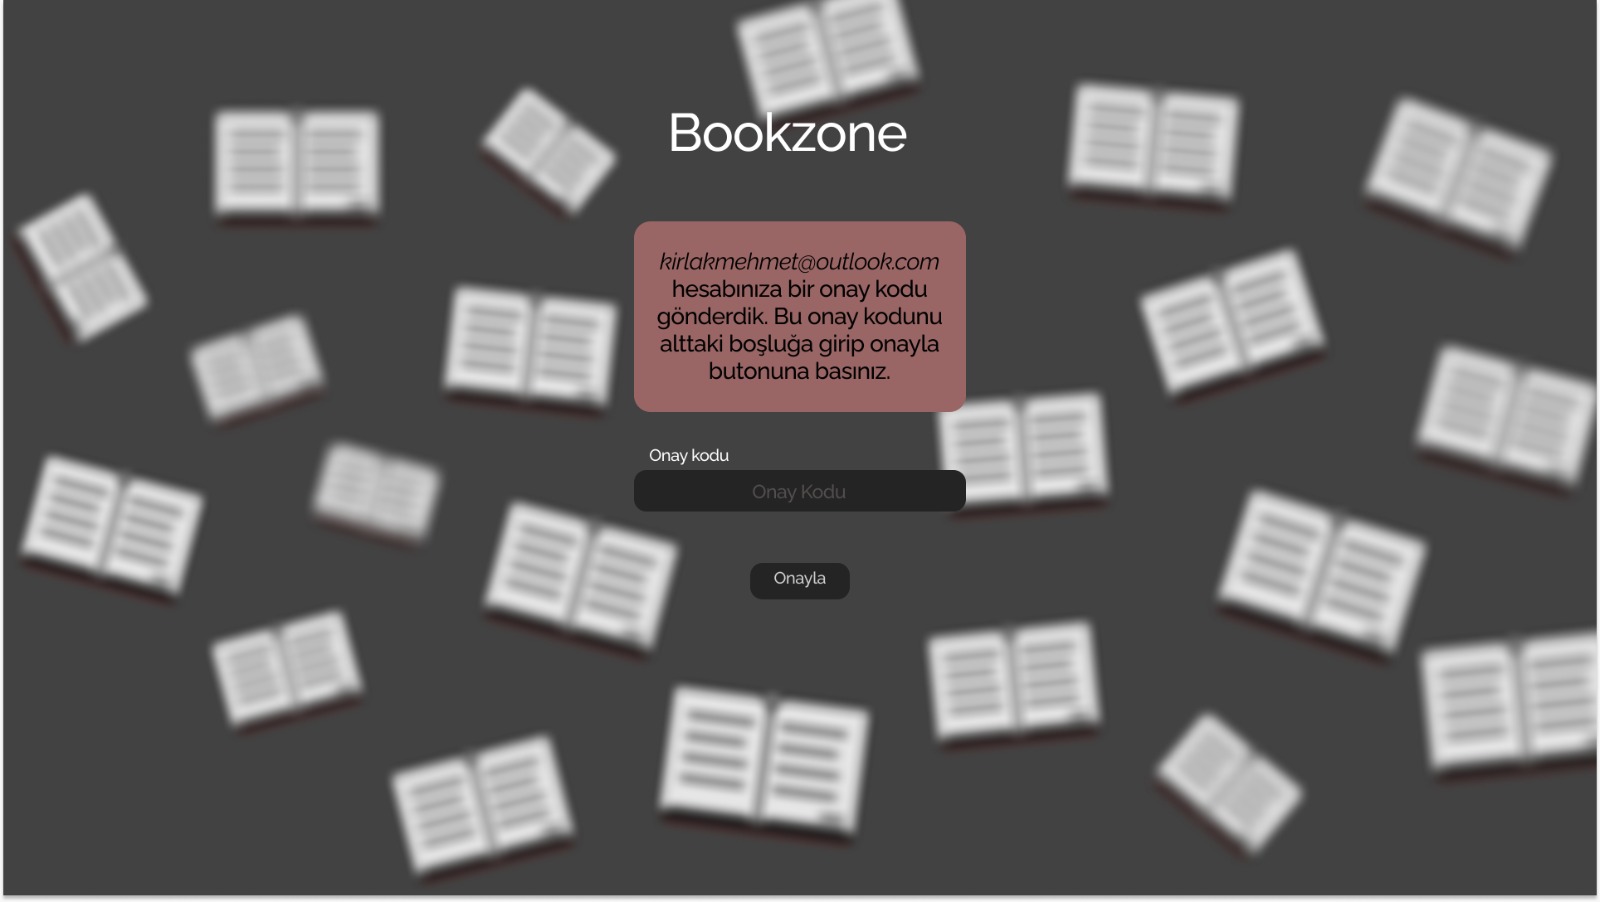 Bookzone
kirlakmehmet@outlook.com
hesabınıza bir onay kodu
gönderdik. Bu onay kodunu
alttaki boşluğa girip onayla
butonuna basınız.
Onay kodu
Onay Kodu
Onayla